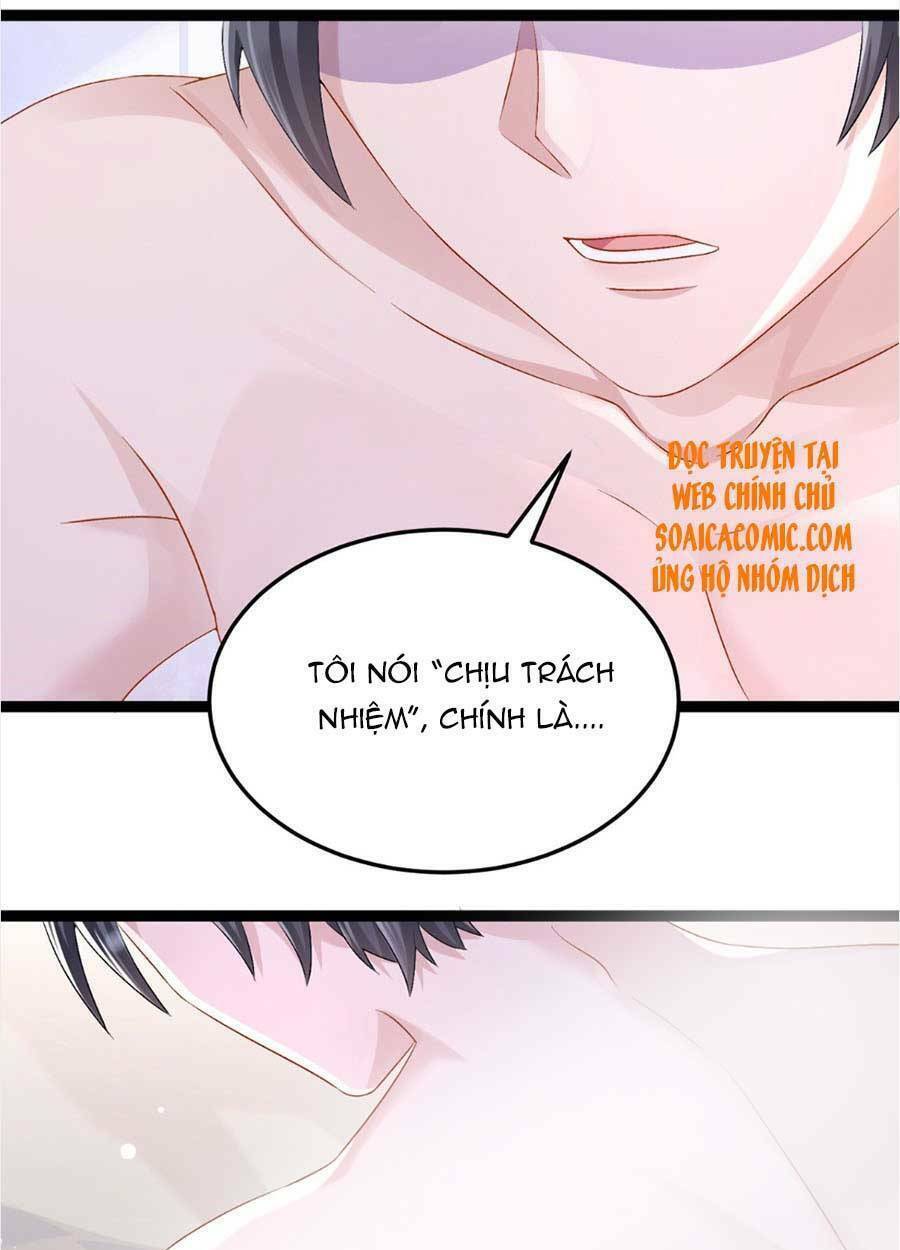 ĐỌC TRUYỆN TẠI
WEB CHÍNH CHỦ
SOAICACOMIC.COM
ỦNG HỘ NHÓM DỊCH
TÔI NÓI “CHỊU TRÁCH
NHIỆM”, CHÍNH LÀ....